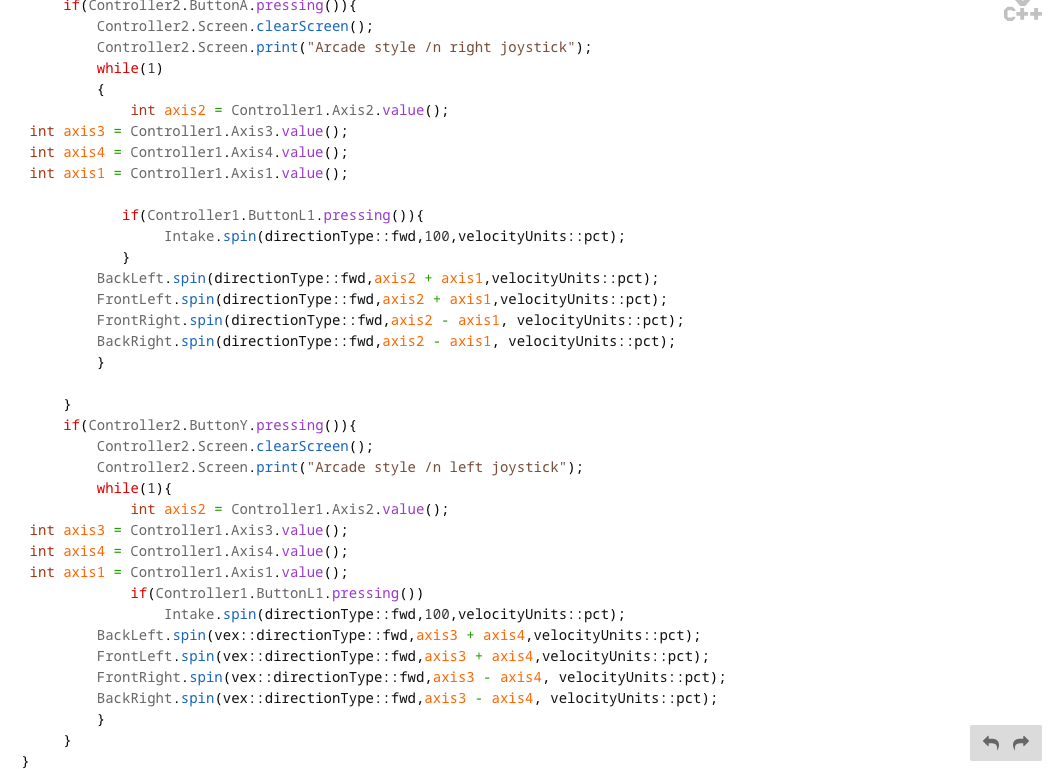 if(Controller2.ButtonA.pressing()){
Controller2.Screen.clearScreen();
Controller2.Screen.print("Arcade style /n right joystick");
while(1)
{
int axis2 = Controller1.Axis2.value();
int axis3 = Controller1.Axis3.value();
int axis4 = Controller1.Axis4.value();
int axis1 = Controller1.Axis1.value();
if(Controller1.ButtonL1.pressing()){
Intake.spin(directionType::fwd,100,velocityUnits::pct);
}
BackLeft.spin(directionType::fwd,axis2 + axis1,velocityUnits::pct);
FrontLeft.spin(directionType::fwd,axis2 + axis1,velocityUnits::pct);
FrontRight.spin(directionType::fwd,axis2 - axis1, velocityUnits::pct);
BackRight.spin(directionType::fwd,axis2 - axis1, velocityUnits::pct);
}
}
if(Controller2.ButtonY.pressing()){
Controller2.Screen.clearScreen();
Controller2.Screen.print("Arcade style /n left joystick");
while(1){
int axis2 = Controller1.Axis2.value();
int axis3 = Controller1.Axis3.value();
int axis4 = Controller1.Axis4.value();
int axis1 = Controller1.Axis1.value();
if(Controller1.ButtonL1.pressing())
Intake.spin(directionType::fwd,100,velocityUnits::pct);
BackLeft.spin(vex::directionType::fwd,axis3 + axis4,velocityUnits::pct);
FrontLeft.spin(vex::directionType::fwd,axis3 + axis4,velocityUnits::pct);
FrontRight.spin(vex::directionType::fwd,axis3 - axis4, velocityUnits::pct);
BackRight.spin(vex::directionType::fwd,axis3 - axis4, velocityUnits::pct);
}
}
}
C++